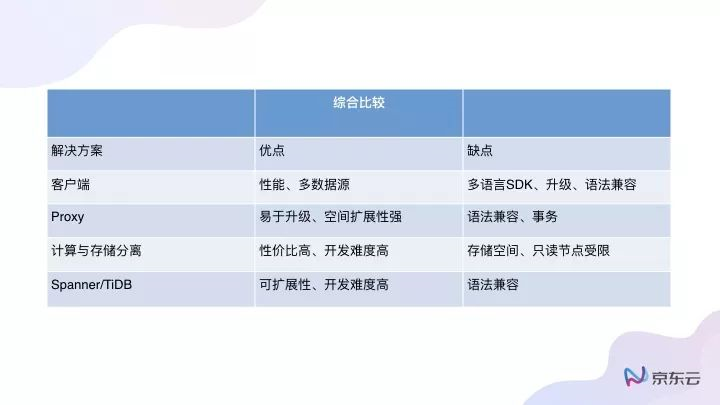 综合比较
解决方案 优点 缺点
客户端 性能、多数据源 多语言SDK、升级、语法兼容
Proxy 易于升级、空间扩展性强 语法兼容、事务
计算与存储分离 性价比高、开发难度高 存储空间、只读节点受限
Spanner/TiDB 可扩展性、开发难度高 语法兼容
京东云